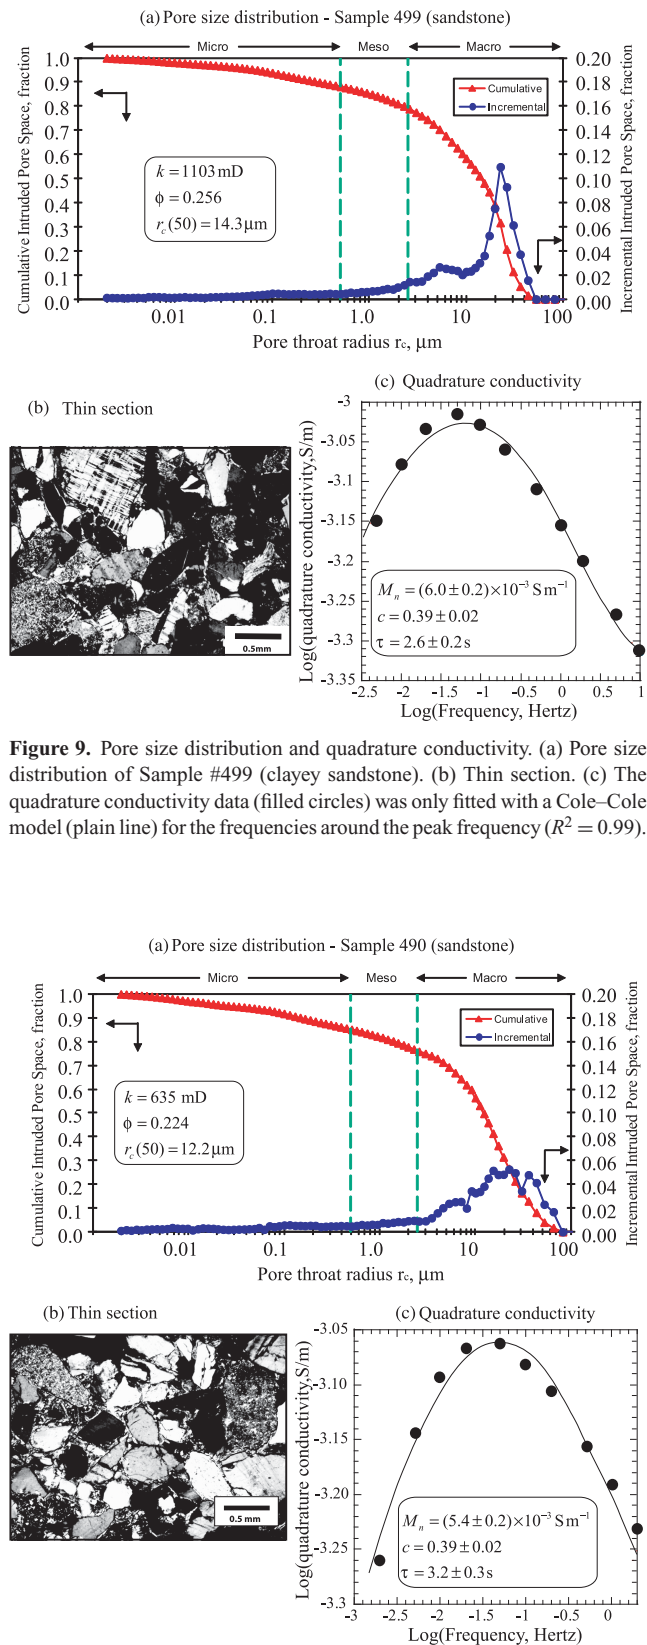 (a) Pore size distribution - Sample 499 (sandstone)
Micro Meso Macro
1.0 0.9 0.8 0.7 0.6 0.5 0.4 0.3 0.2 0.1 0.0
Cumulative Intruded Pore Space, fraction
Cumulative
Incremental
k = 1103 mD
ϕ = 0.256
r_c(50) = 14.3 μm
0.20 0.18 0.16 0.14 0.12 0.10 0.08 0.06 0.04 0.02 0.00
Incremental Intruded Pore Space, fraction
0.01 0.1 1.0 10 100
Pore throat radius r_c, μm
(b) Thin section
0.5mm
(c) Quadrature conductivity
Log(quadrature conductivity,S/m)
-3 -3.05 -3.1 -3.15 -3.2 -3.25 -3.3 -3.35
M_n = (6.0 ± 0.2)×10⁻³ S m⁻¹
c = 0.39 ± 0.02
τ = 2.6 ± 0.2 s
-2.5 -2 -1.5 -1 -0.5 0 0.5 1
Log(Frequency, Hertz)
Figure 9. Pore size distribution and quadrature conductivity. (a) Pore size
distribution of Sample #499 (clayey sandstone). (b) Thin section. (c) The
quadrature conductivity data (filled circles) was only fitted with a Cole–Cole
model (plain line) for the frequencies around the peak frequency (R² = 0.99).
(a) Pore size distribution - Sample 490 (sandstone)
Micro Meso Macro
1.0 0.9 0.8 0.7 0.6 0.5 0.4 0.3 0.2 0.1 0.0
Cumulative Intruded Pore Space, fraction
Cumulative
Incremental
k = 635 mD
ϕ = 0.224
r_c(50) = 12.2 μm
0.20 0.18 0.16 0.14 0.12 0.10 0.08 0.06 0.04 0.02 0.00
Incremental Intruded Pore Space, fraction
0.01 0.1 1.0 10 100
Pore throat radius r_c, μm
(b) Thin section
0.5 mm
(c) Quadrature conductivity
Log(quadrature conductivity,S/m)
-3.05 -3.10 -3.15 -3.20 -3.25 -3.3
M_n = (5.4 ± 0.2)×10⁻³ S m⁻¹
c = 0.39 ± 0.02
τ = 3.2 ± 0.3 s
-3 -2.5 -2 -1.5 -1 -0.5 0
Log(Frequency, Hertz)